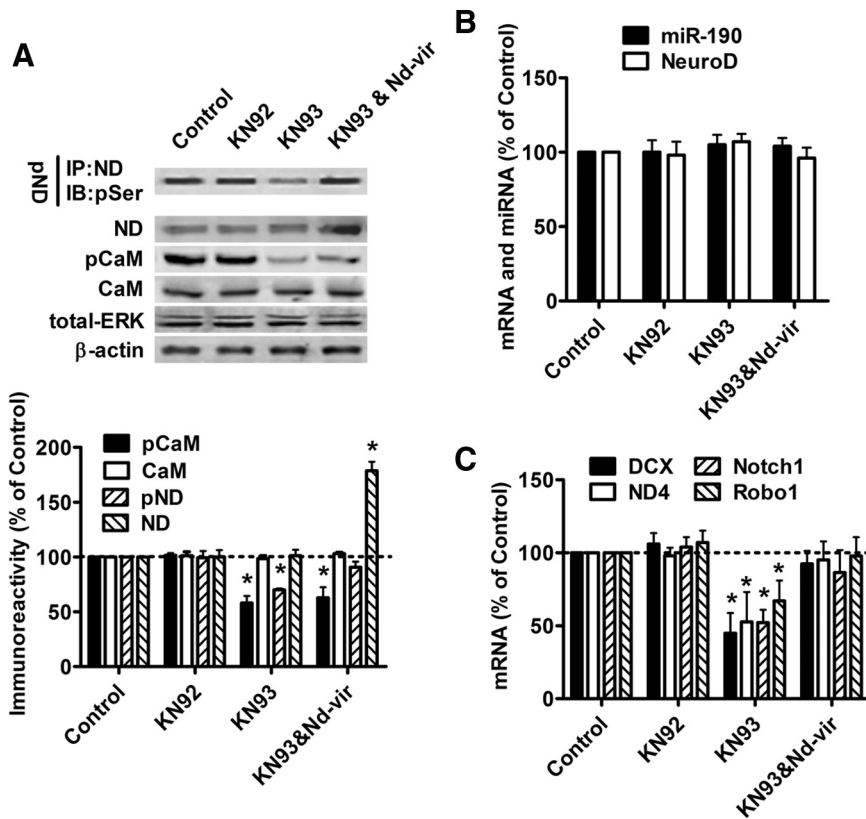 A
Control
KN92
KN93
KN93 & Nd-vir
pND
IP:ND
IB:pSer
ND
pCaM
CaM
total-ERK
β-actin
Immunoreactivity (% of Control)
200
150
100
50
0
pCaM
CaM
pND
ND
*
*
*
*
Control
KN92
KN93
KN93&Nd-vir
B
miR-190
NeuroD
mRNA and miRNA (% of Control)
150
100
50
0
Control
KN92
KN93
KN93&Nd-vir
C
DCX
Notch1
ND4
Robo1
mRNA (% of Control)
150
100
50
0
*
*
*
*
Control
KN92
KN93
KN93&Nd-vir